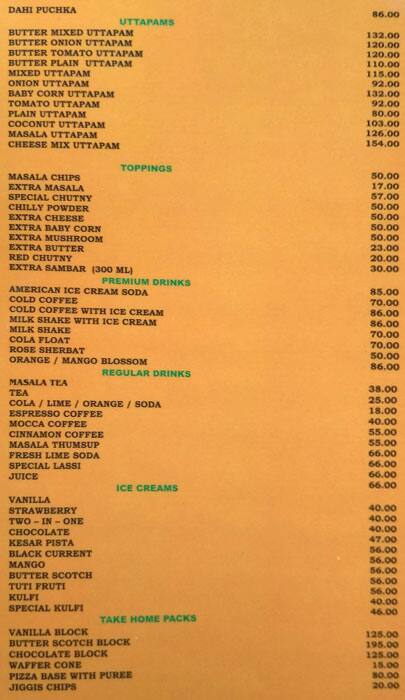 DAHI PUCHKA 86.00
UTTAPAMS
BUTTER MIXED UTTAPAM 132.00
BUTTER ONION UTTAPAM 120.00
BUTTER TOMATO UTTAPAM 120.00
BUTTER PLAIN UTTAPAM 110.00
MIXED UTTAPAM 115.00
ONION UTTAPAM 92.00
BABY CORN UTTAPAM 132.00
TOMATO UTTAPAM 92.00
PLAIN UTTAPAM 80.00
COCONUT UTTAPAM 103.00
MASALA UTTAPAM 126.00
CHEESE MIX UTTAPAM 154.00
TOPPINGS
MASALA CHIPS 50.00
EXTRA MASALA 17.00
SPECIAL CHUTNY 57.00
CHILLY POWDER 50.00
EXTRA CHEESE 50.00
EXTRA BABY CORN 50.00
EXTRA MUSHROOM 50.00
EXTRA BUTTER 23.00
RED CHUTNY 20.00
EXTRA SAMBAR (300 ML) 30.00
PREMIUM DRINKS
AMERICAN ICE CREAM SODA 85.00
COLD COFFEE 70.00
COLD COFFEE WITH ICE CREAM 86.00
MILK SHAKE WITH ICE CREAM 86.00
MILK SHAKE 70.00
COLA FLOAT 70.00
ROSE SHERBAT 50.00
ORANGE / MANGO BLOSSOM 86.00
REGULAR DRINKS
MASALA TEA 38.00
TEA 25.00
COLA / LIME / ORANGE / SODA 18.00
ESPRESSO COFFEE 40.00
MOCCA COFFEE 55.00
CINNAMON COFFEE 55.00
MASALA THUMSUP 66.00
FRESH LIME SODA 66.00
SPECIAL LASSI 66.00
JUICE 66.00
ICE CREAMS
VANILLA 40.00
STRAWBERRY 40.00
TWO – IN – ONE 40.00
CHOCOLATE 47.00
KESAR PISTA 56.00
BLACK CURRENT 56.00
MANGO 56.00
BUTTER SCOTCH 56.00
TUTI FRUTI 56.00
KULFI 40.00
SPECIAL KULFI 46.00
TAKE HOME PACKS
VANILLA BLOCK 125.00
BUTTER SCOTCH BLOCK 195.00
CHOCOLATE BLOCK 125.00
WAFFER CONE 15.00
PIZZA BASE WITH PUREE 80.00
JIGGIS CHIPS 20.00